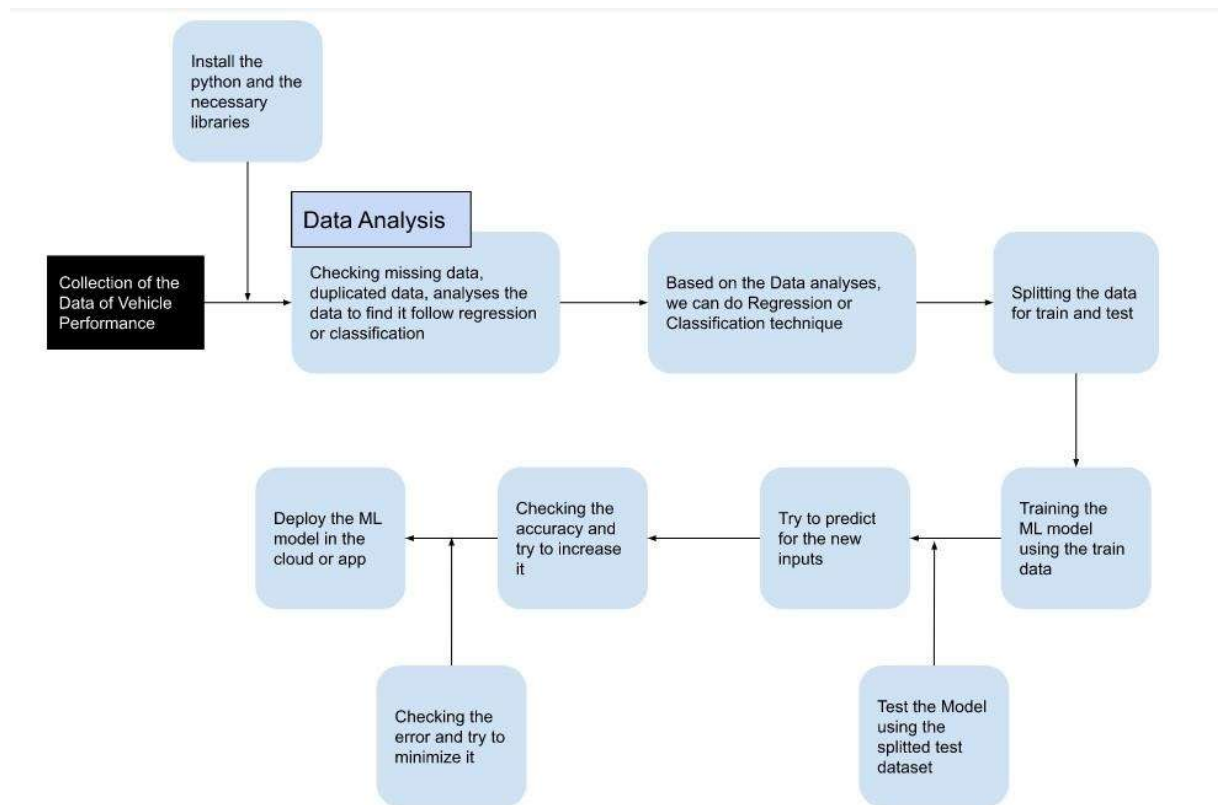 Install the
python and the
necessary
libraries
Data Analysis
Collection of the
Data of Vehicle
Performance
Checking missing data,
duplicated data, analyses the
data to find it follow regression
or classification
Based on the Data analyses,
we can do Regression or
Classification technique
Splitting the data
for train and test
Training the
ML model
using the train
data
Try to predict
for the new
inputs
Checking the
accuracy and
try to increase
it
Deploy the ML
model in the
cloud or app
Checking the
error and try to
minimize it
Test the Model
using the
splitted test
dataset